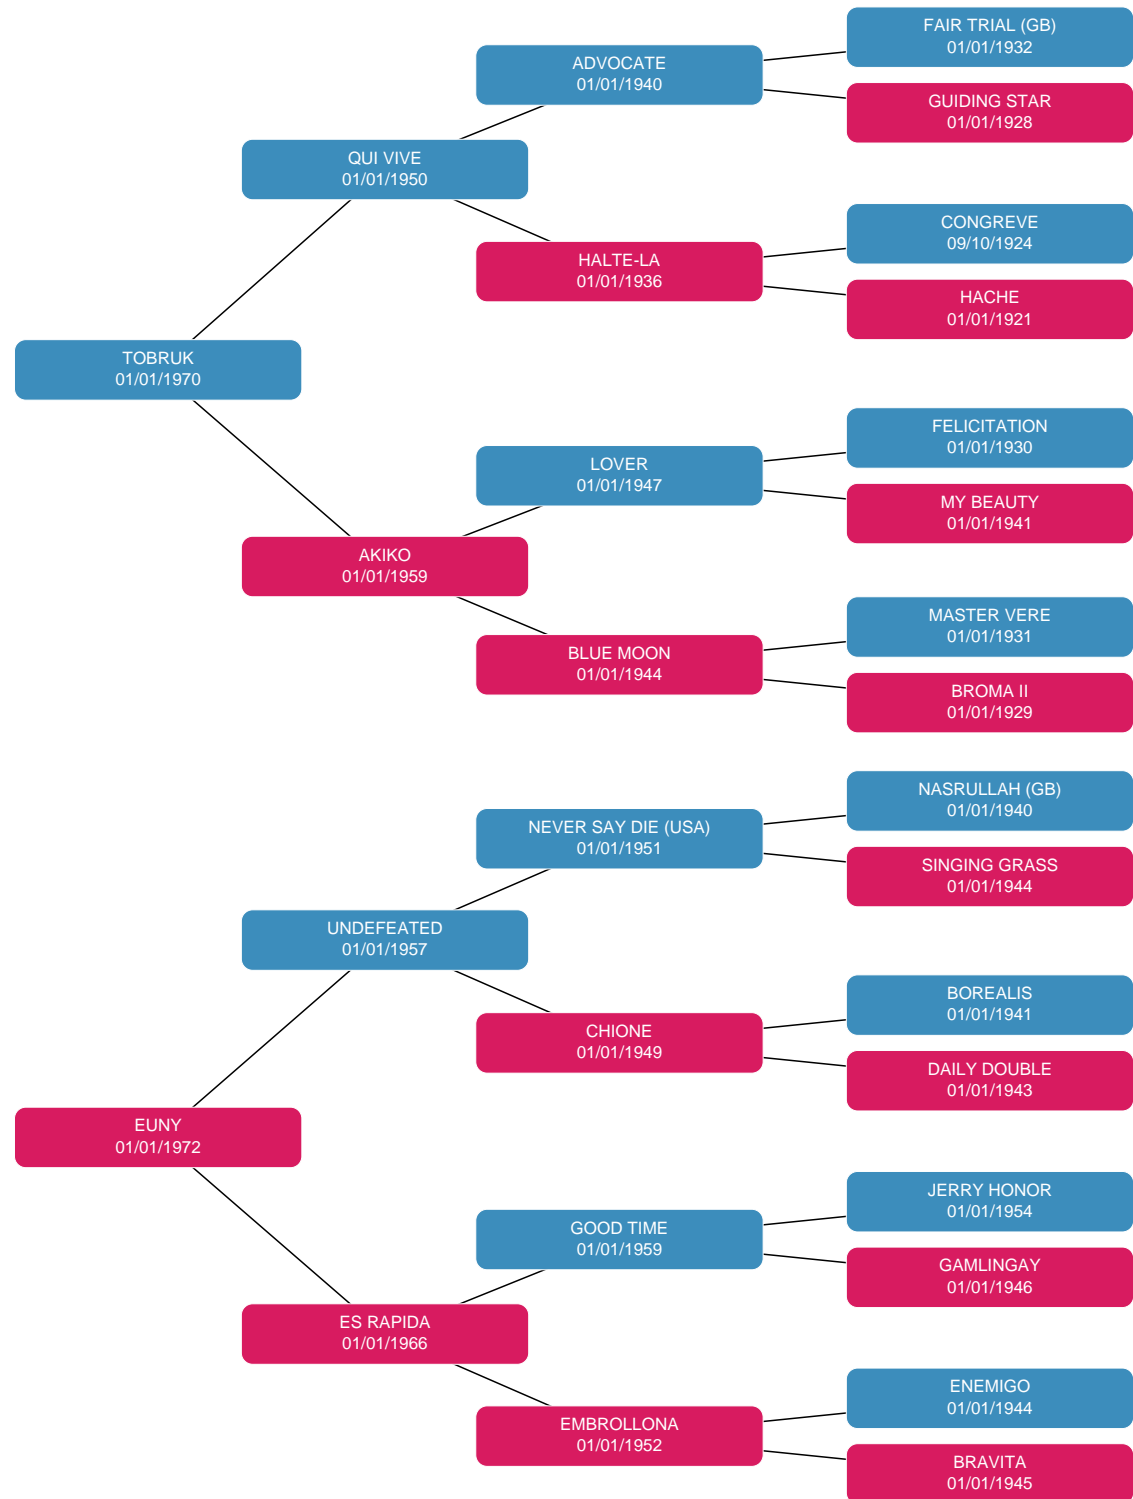 FAIR TRIAL (GB)
01/01/1932
ADVOCATE
01/01/1940
GUIDING STAR
01/01/1928
QUI VIVE
01/01/1950
CONGREVE
09/10/1924
HALTE-LA
01/01/1936
HACHE
01/01/1921
TOBRUK
01/01/1970
FELICITATION
01/01/1930
LOVER
01/01/1947
MY BEAUTY
01/01/1941
AKIKO
01/01/1959
MASTER VERE
01/01/1931
BLUE MOON
01/01/1944
BROMA II
01/01/1929
NASRULLAH (GB)
01/01/1940
NEVER SAY DIE (USA)
01/01/1951
SINGING GRASS
01/01/1944
UNDEFEATED
01/01/1957
BOREALIS
01/01/1941
CHIONE
01/01/1949
DAILY DOUBLE
01/01/1943
EUNY
01/01/1972
JERRY HONOR
01/01/1954
GOOD TIME
01/01/1959
GAMLINGAY
01/01/1946
ES RAPIDA
01/01/1966
ENEMIGO
01/01/1944
EMBROLLONA
01/01/1952
BRAVITA
01/01/1945